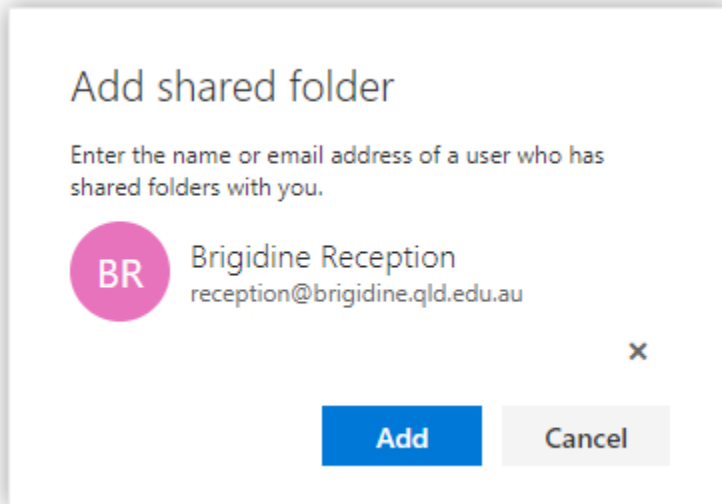 Add shared folder
Enter the name or email address of a user who has
shared folders with you.
BR
Brigidine Reception
reception@brigidine.qld.edu.au
Add
Cancel